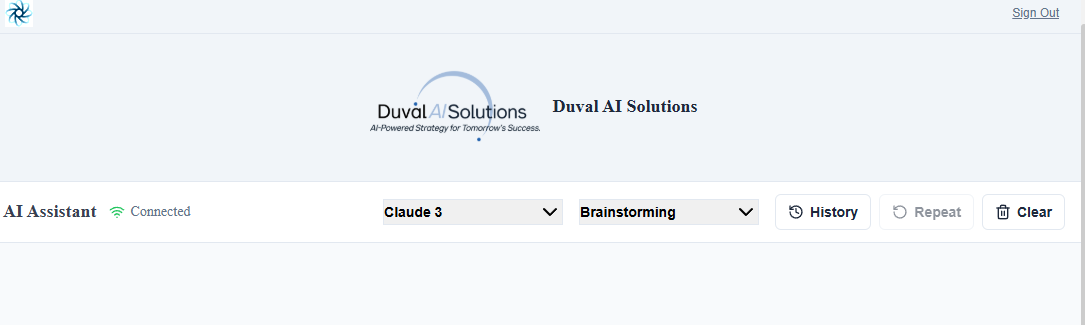 Sign Out
Duval AI Solutions
AI-Powered Strategy for Tomorrow's Success.
Duval AI Solutions
AI Assistant Connected Claude 3 Brainstorming History Repeat Clear